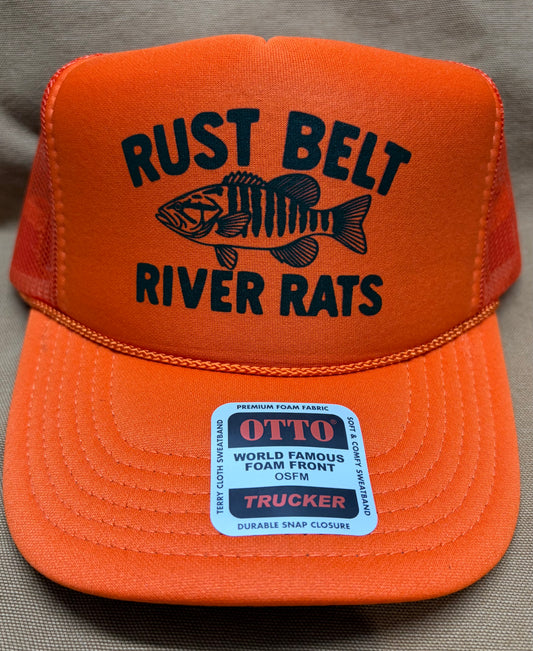 RUST BELT
RIVER RATS
PREMIUM FOAM FABRIC
TERRY CLOTH SWEATBAND
OTTO®
WORLD FAMOUS
FOAM FRONT
OSFM
TRUCKER
SOFT & COMFY SWEATBAND
DURABLE SNAP CLOSURE